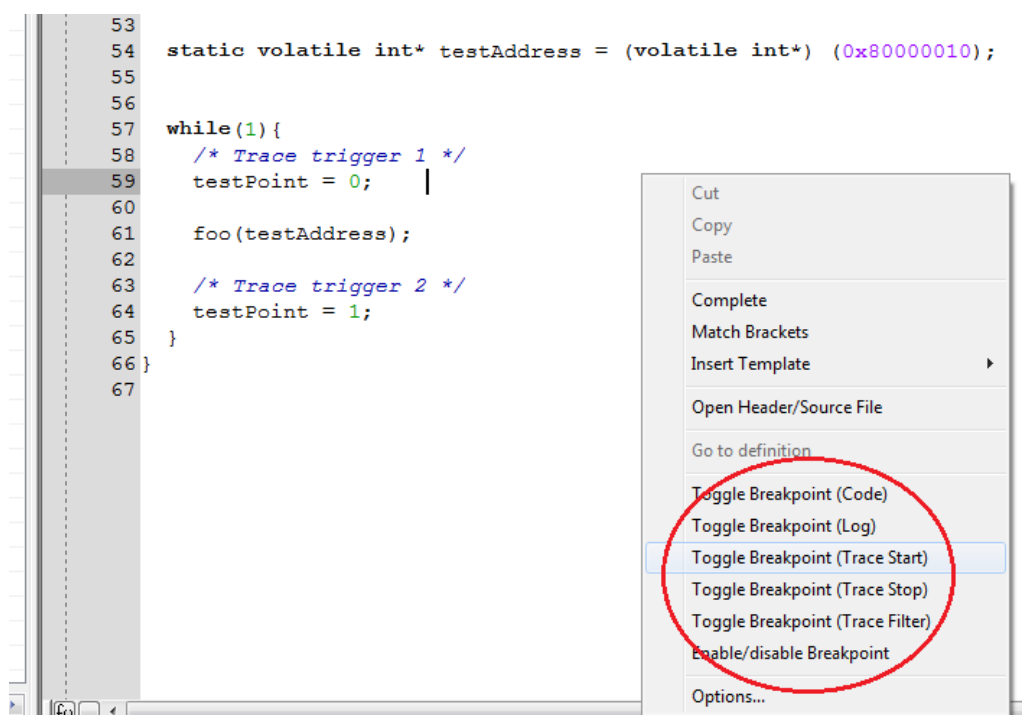 53
54 static volatile int* testAddress = (volatile int*) (0x80000010);
55
56
57 while(1){
58 /* Trace trigger 1 */
59 testPoint = 0;
60
61 foo(testAddress);
62
63 /* Trace trigger 2 */
64 testPoint = 1;
65 }
66 }
67
Cut
Copy
Paste
Complete
Match Brackets
Insert Template
Open Header/Source File
Go to definition
Toggle Breakpoint (Code)
Toggle Breakpoint (Log)
Toggle Breakpoint (Trace Start)
Toggle Breakpoint (Trace Stop)
Toggle Breakpoint (Trace Filter)
Enable/disable Breakpoint
Options...